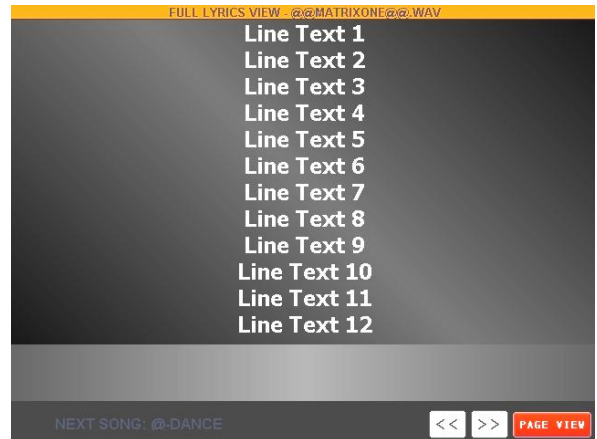 FULL LYRICS VIEW - @@MATRIXONE@@.WAV
Line Text 1
Line Text 2
Line Text 3
Line Text 4
Line Text 5
Line Text 6
Line Text 7
Line Text 8
Line Text 9
Line Text 10
Line Text 11
Line Text 12
NEXT SONG: @-DANCE << >> PAGE VIEW